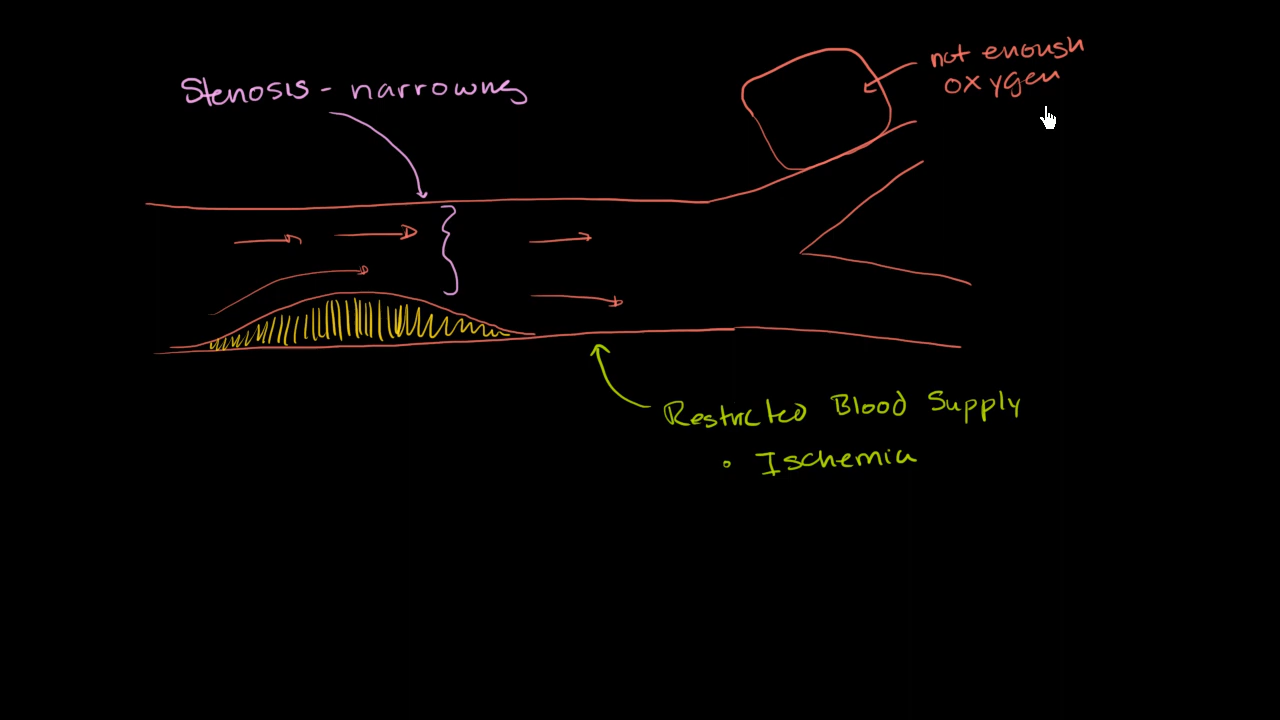 Stenosis - narrowing
not enough
oxygen
Restricted Blood Supply
• Ischemia